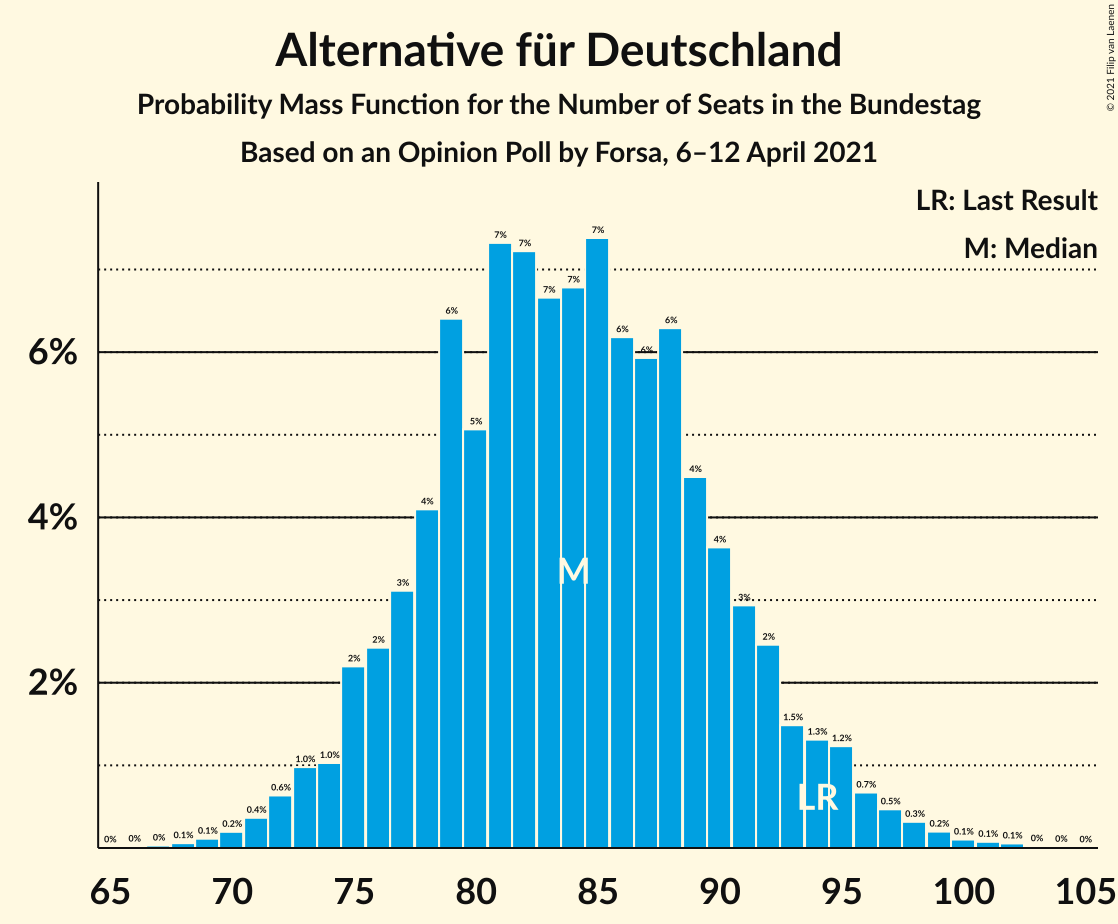 Alternative für Deutschland
Probability Mass Function for the Number of Seats in the Bundestag
Based on an Opinion Poll by Forsa, 6–12 April 2021
© 2021 Filip van Laenen
LR: Last Result
M: Median
6%
4%
2%
0% 0% 0% 0.1% 0.1% 0.2% 0.4% 0.6% 1.0% 1.0% 2% 2% 3% 4% 6% 5% 7% 7% 7% 7% 7% 6% 6% 6% 4% 4% 3% 2% 1.5% 1.3% 1.2% 0.7% 0.5% 0.3% 0.2% 0.1% 0.1% 0.1% 0% 0% 0%
M
LR
65 70 75 80 85 90 95 100 105